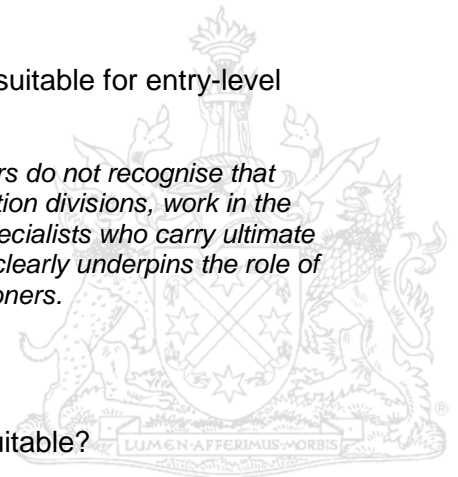 suitable for entry-level
rs do not recognise that
tion divisions, work in the
pecialists who carry ultimate
clearly underpins the role of
oners.
uitable?
LUMEN·AFFERIMUS·MORBIS
®